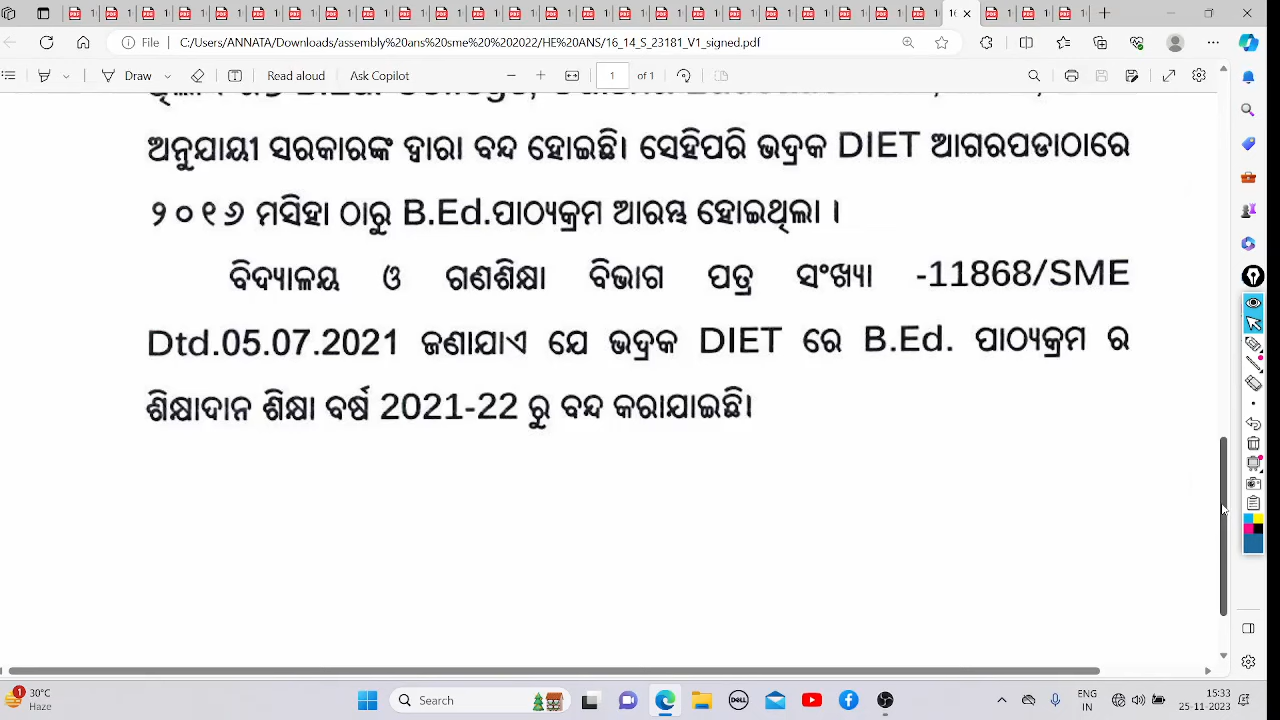 File
C:/Users/ANNATA/Downloads/assembly%20ans%20sme%20%202022/HE%20ANS/16_14_S_23181_V1_signed.pdf
Draw
Read aloud
Ask Copilot
1
of 1
ଅନୁଯାୟୀ ସରକାରଙ୍କ ଦ୍ୱାରା ବନ୍ଦ ହୋଇଛି। ସେହିପରି ଭଦ୍ରକ DIET ଆଗରପଡାଠାରେ
୨୦୧୬ ମସିହା ଠାରୁ B.Ed.ପାଠ୍ୟକ୍ରମ ଆରମ୍ଭ ହୋଇଥିଲା ।
ବିଦ୍ୟାଳୟ ଓ ଗଣଶିକ୍ଷା ବିଭାଗ ପତ୍ର ସଂଖ୍ୟା -11868/SME
Dtd.05.07.2021 ଜଣାଯାଏ ଯେ ଭଦ୍ରକ DIET ରେ B.Ed. ପାଠ୍ୟକ୍ରମ ର
ଶିକ୍ଷାଦାନ ଶିକ୍ଷା ବର୍ଷ 2021-22 ରୁ ବନ୍ଦ କରାଯାଇଛି।
1
30°C
Haze
Search
ENG
IN
15:33
25-11-2023